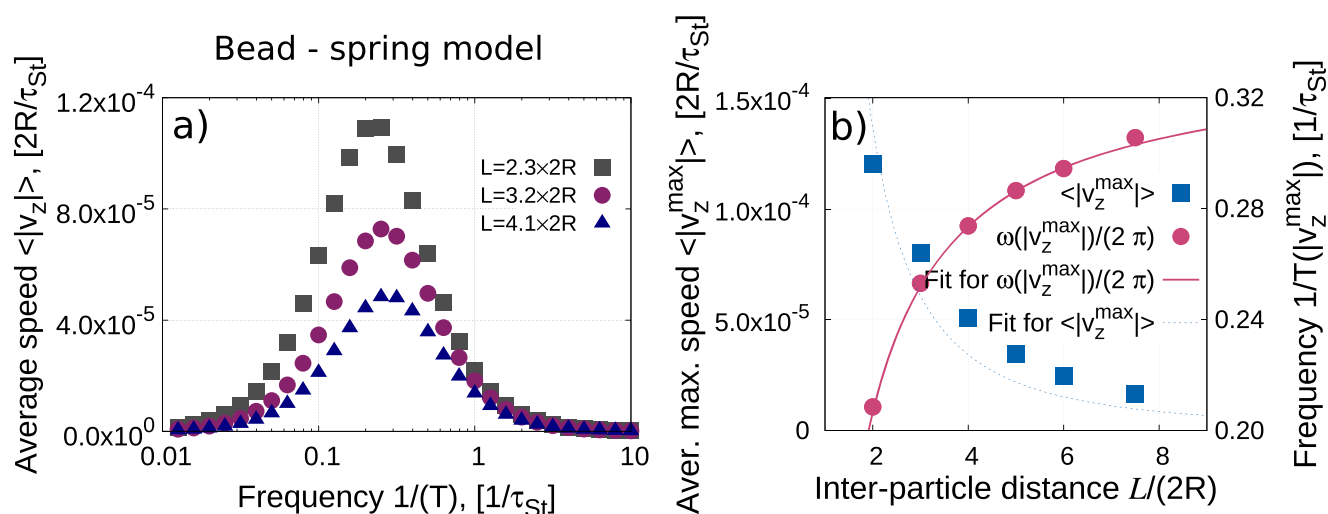 Bead - spring model
Average speed <|v_z|>, [2R/τ_St]
1.2x10^-4
8.0x10^-5
4.0x10^-5
0.0x10^0
a)
L=2.3×2R
L=3.2×2R
L=4.1×2R
0.01
0.1
1
10
Frequency 1/(T), [1/τ_St]
Aver. max. speed <|v_z^max|>, [2R/τ_St]
1.5x10^-4
1x10^-4
5x10^-5
0
b)
<|v_z^max|>
ω(|v_z^max|)/(2 π)
Fit for ω(|v_z^max|)/(2 π)
Fit for <|v_z^max|>
0.32
0.28
0.24
0.20
2
4
6
8
Inter-particle distance L/(2R)
Frequency 1/T(|v_z^max|), [1/τ_St]